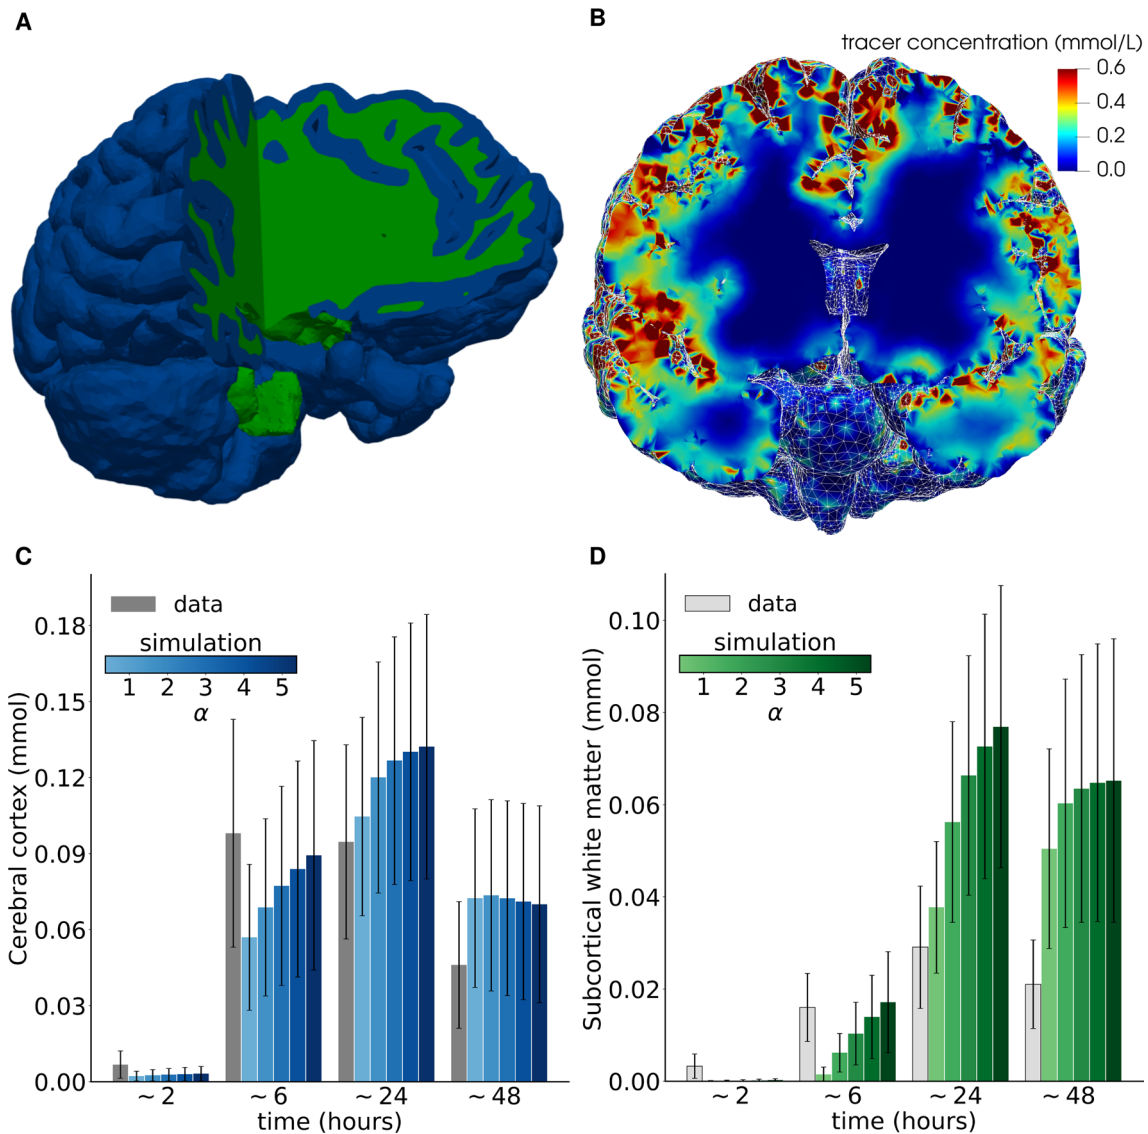 A
B
tracer concentration (mmol/L)
0.6
0.4
0.2
0.0
C
Cerebral cortex (mmol)
0.18
0.15
0.12
0.09
0.06
0.03
0.00
data
simulation
1 2 3 4 5
α
~2 ~6 ~24 ~48
time (hours)
D
Subcortical white matter (mmol)
0.10
0.08
0.06
0.04
0.02
0.00
data
simulation
1 2 3 4 5
α
~2 ~6 ~24 ~48
time (hours)